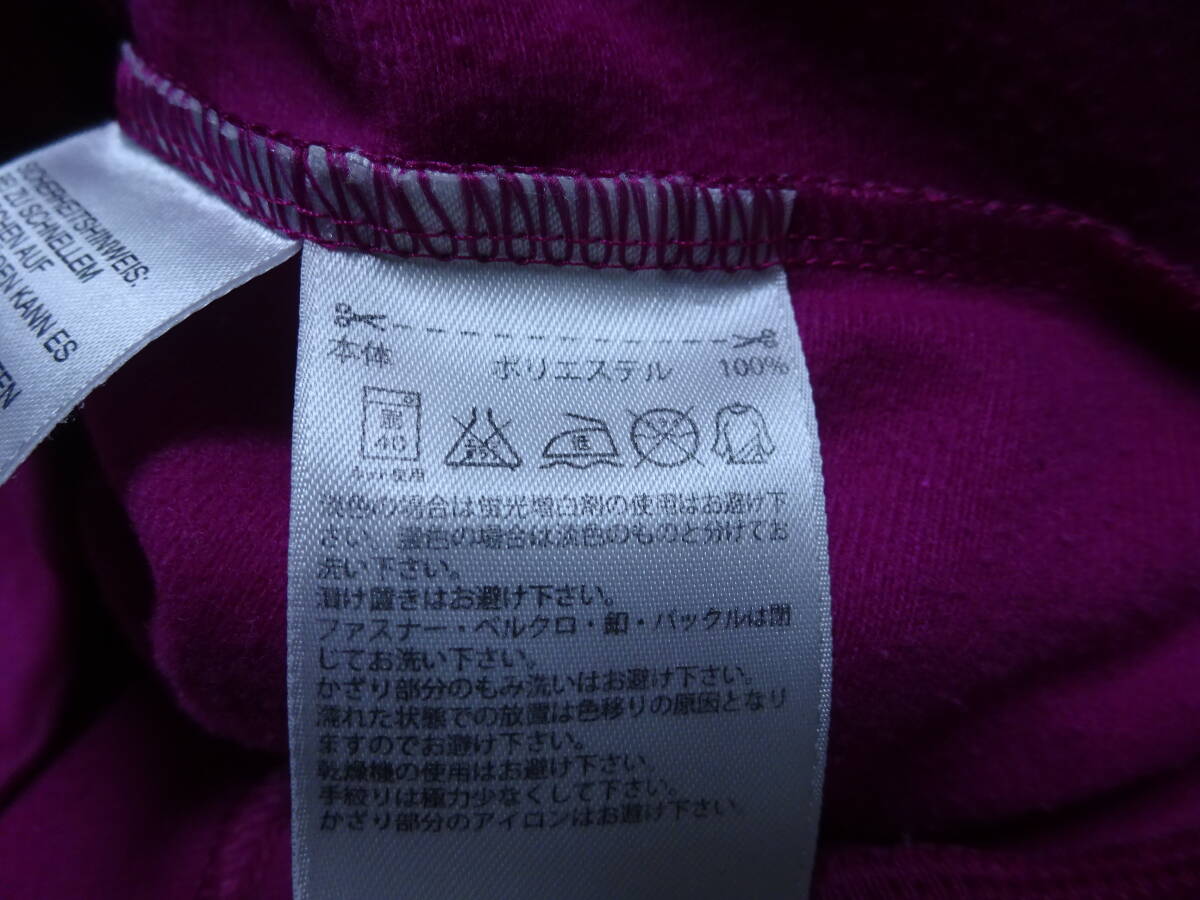 SICHERHEITSHINWEIS:
ZU SCHNELLEM
AUF
KANN ES
本体 ポリエステル 100%
40
ネット使用
低
淡色の場合は蛍光増白剤の使用はお避け下
さい。濃色の場合は淡色のものと分けてお
洗い下さい。
漬け置きはお避け下さい。
ファスナー・ベルクロ・釦・バックルは閉
じてお洗い下さい。
かざり部分のもみ洗いはお避け下さい。
濡れた状態での放置は色移りの原因となり
ますのでお避け下さい。
乾燥機の使用はお避け下さい。
手絞りは極力少なくして下さい。
かざり部分のアイロンはお避け下さい。